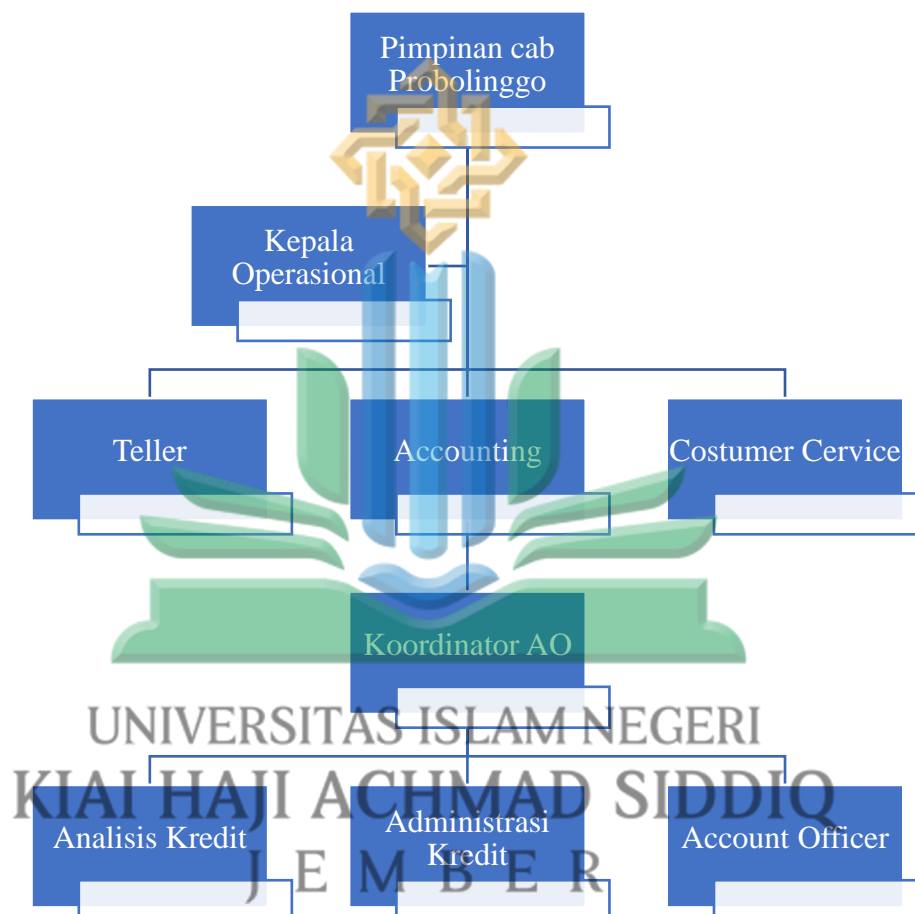 Pimpinan cab
Probolinggo
Kepala
Operasional
Teller
Accounting
Costumer Cervice
Koordinator AO
UNIVERSITAS ISLAM NEGERI
KIAI HAJI ACHMAD SIDDIQ
Analisis Kredit
Administrasi
Kredit
Account Officer
J E M B E R